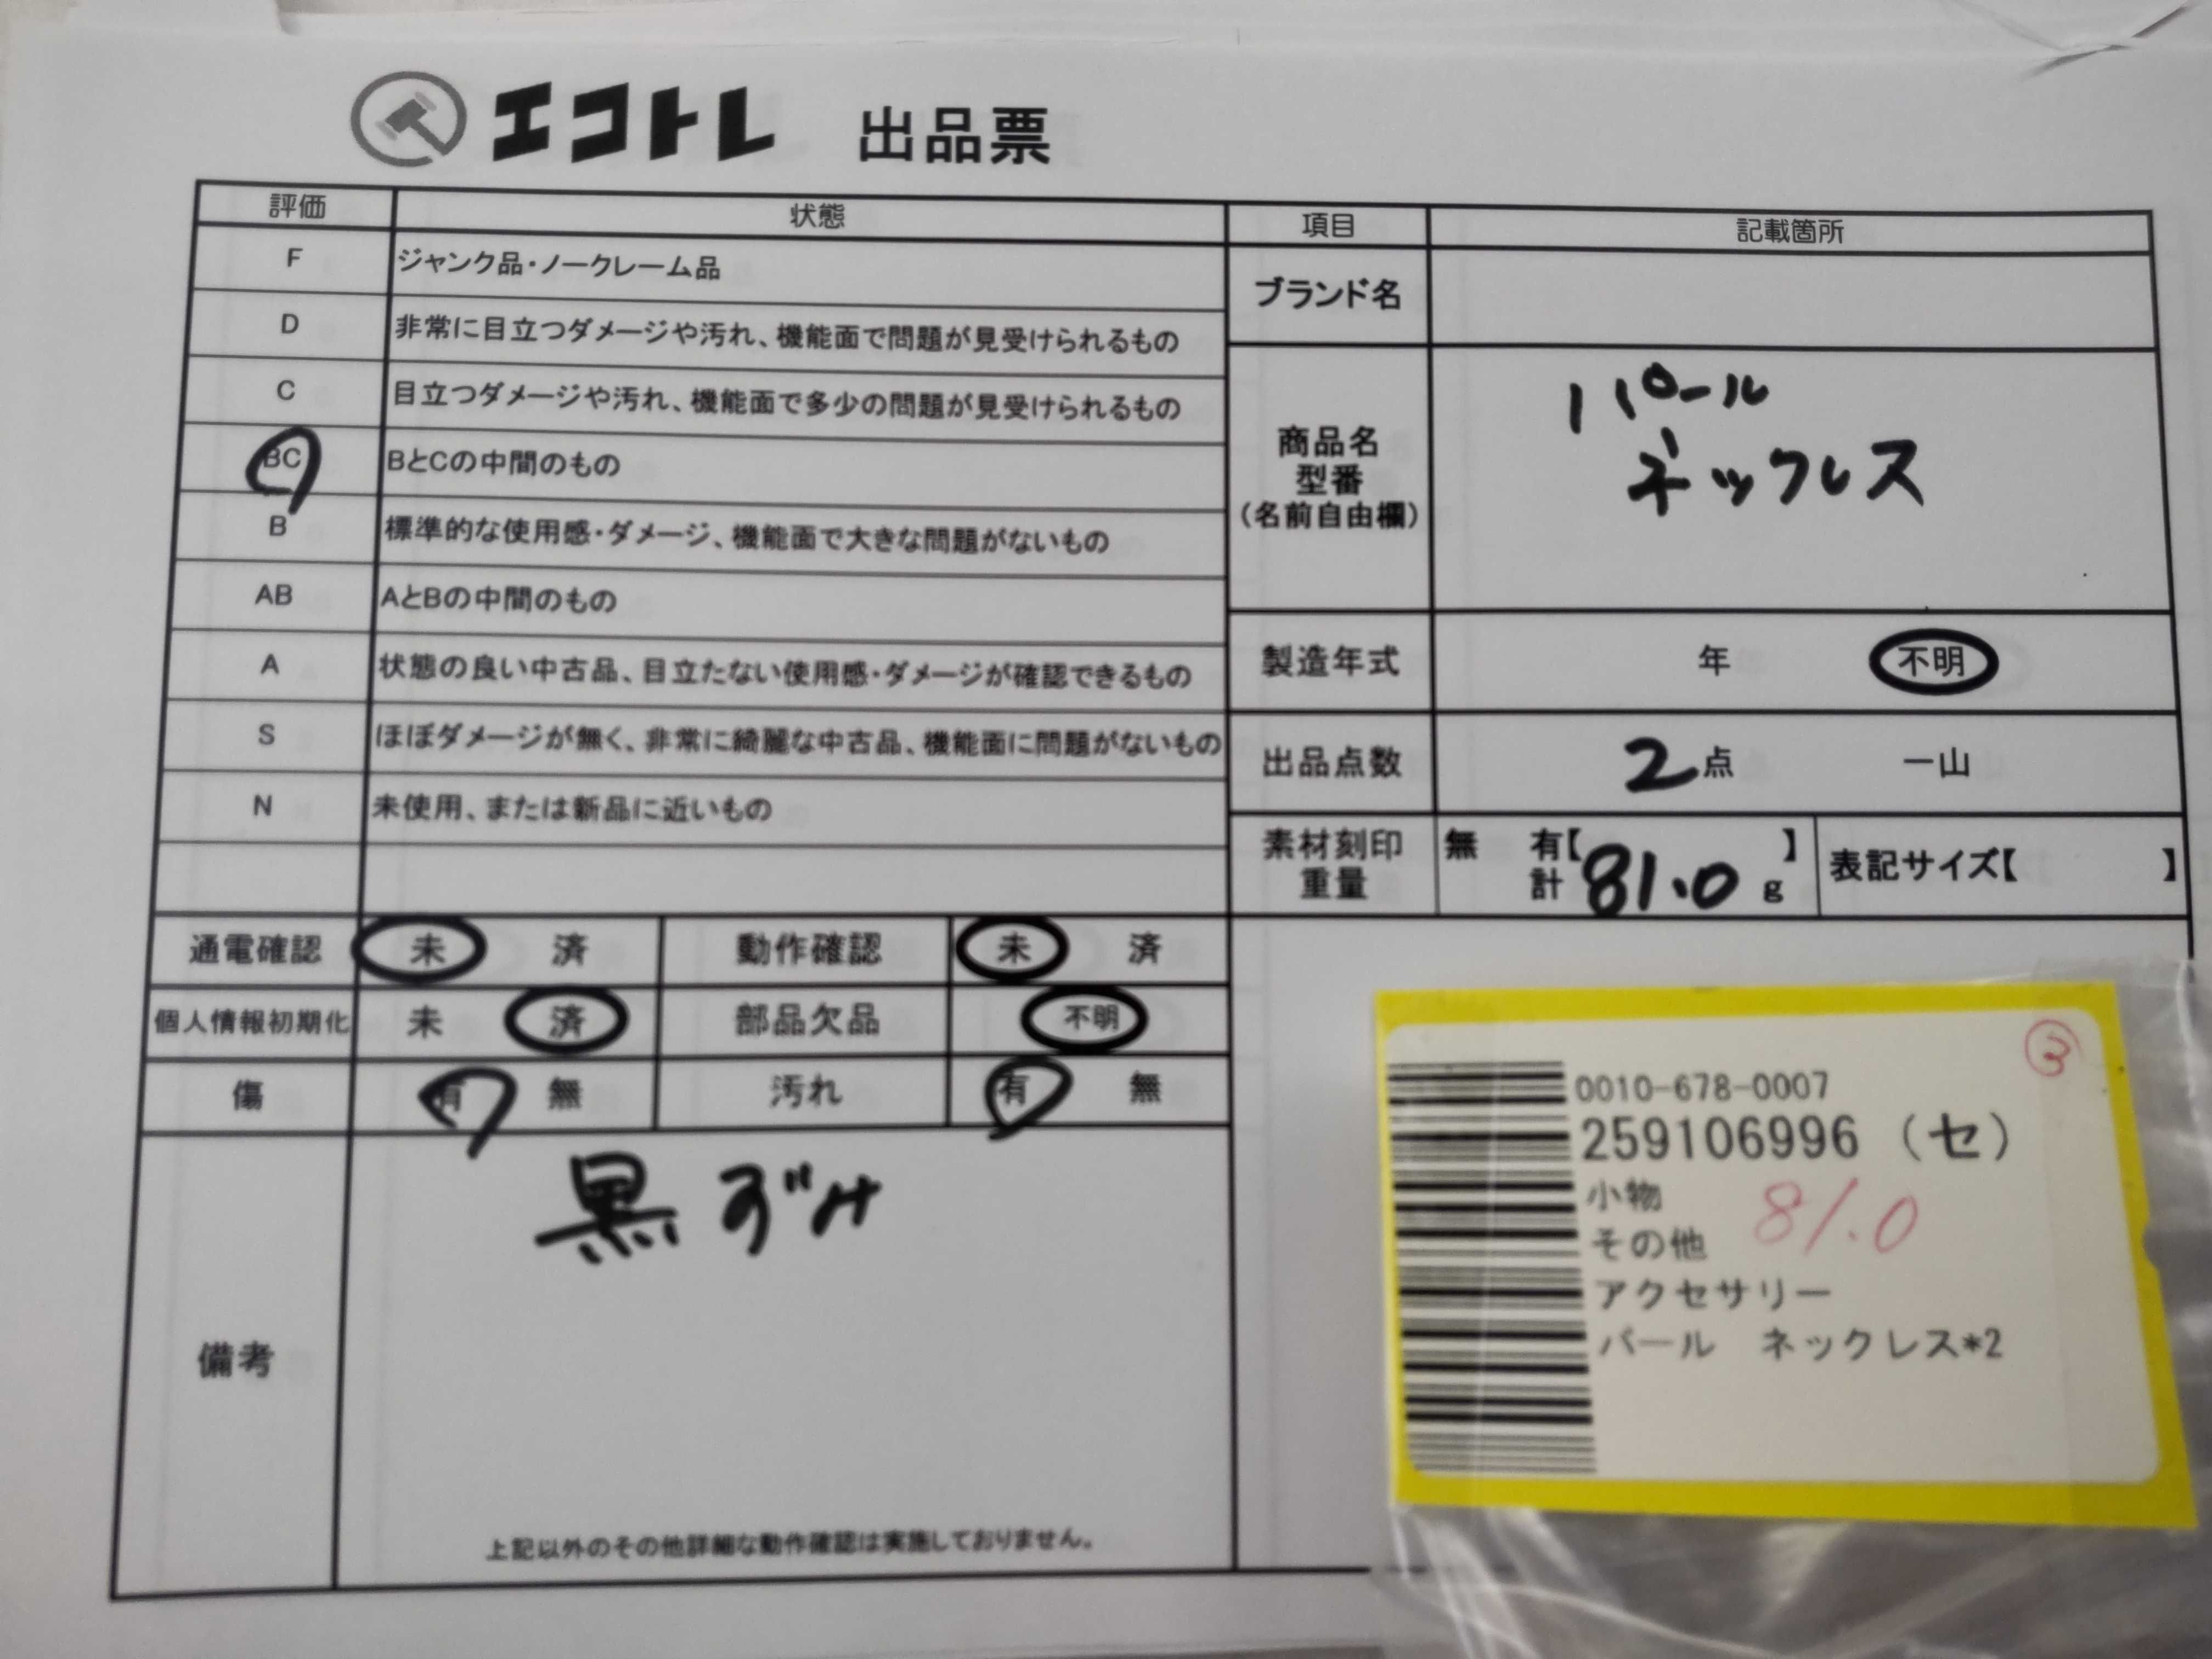 エコトレ 出品票
評価 状態 項目 記載箇所
F ジャンク品・ノークレーム品
D 非常に目立つダメージや汚れ、機能面で問題が見受けられるもの
C 目立つダメージや汚れ、機能面で多少の問題が見受けられるもの
BC BとCの中間のもの
B 標準的な使用感・ダメージ、機能面で大きな問題がないもの
AB AとBの中間のもの
A 状態の良い中古品、目立たない使用感・ダメージが確認できるもの
S ほぼダメージが無く、非常に綺麗な中古品、機能面に問題がないもの
N 未使用、または新品に近いもの
ブランド名
商品名
型番
(名前自由欄)
パール
ネックレス
製造年式 年 不明
出品点数 2点 一山
素材刻印
重量
無 有【 】
計 81.0 g
表記サイズ【 】
通電確認 未 済 動作確認 未 済
個人情報初期化 未 済 部品欠品 不明
傷 有 無 汚れ 有 無
備考
黒ずみ
上記以外のその他詳細な動作確認は実施しておりません。
③
0010-678-0007
259106996 (セ)
小物
その他 81.0
アクセサリー
パール ネックレス*2